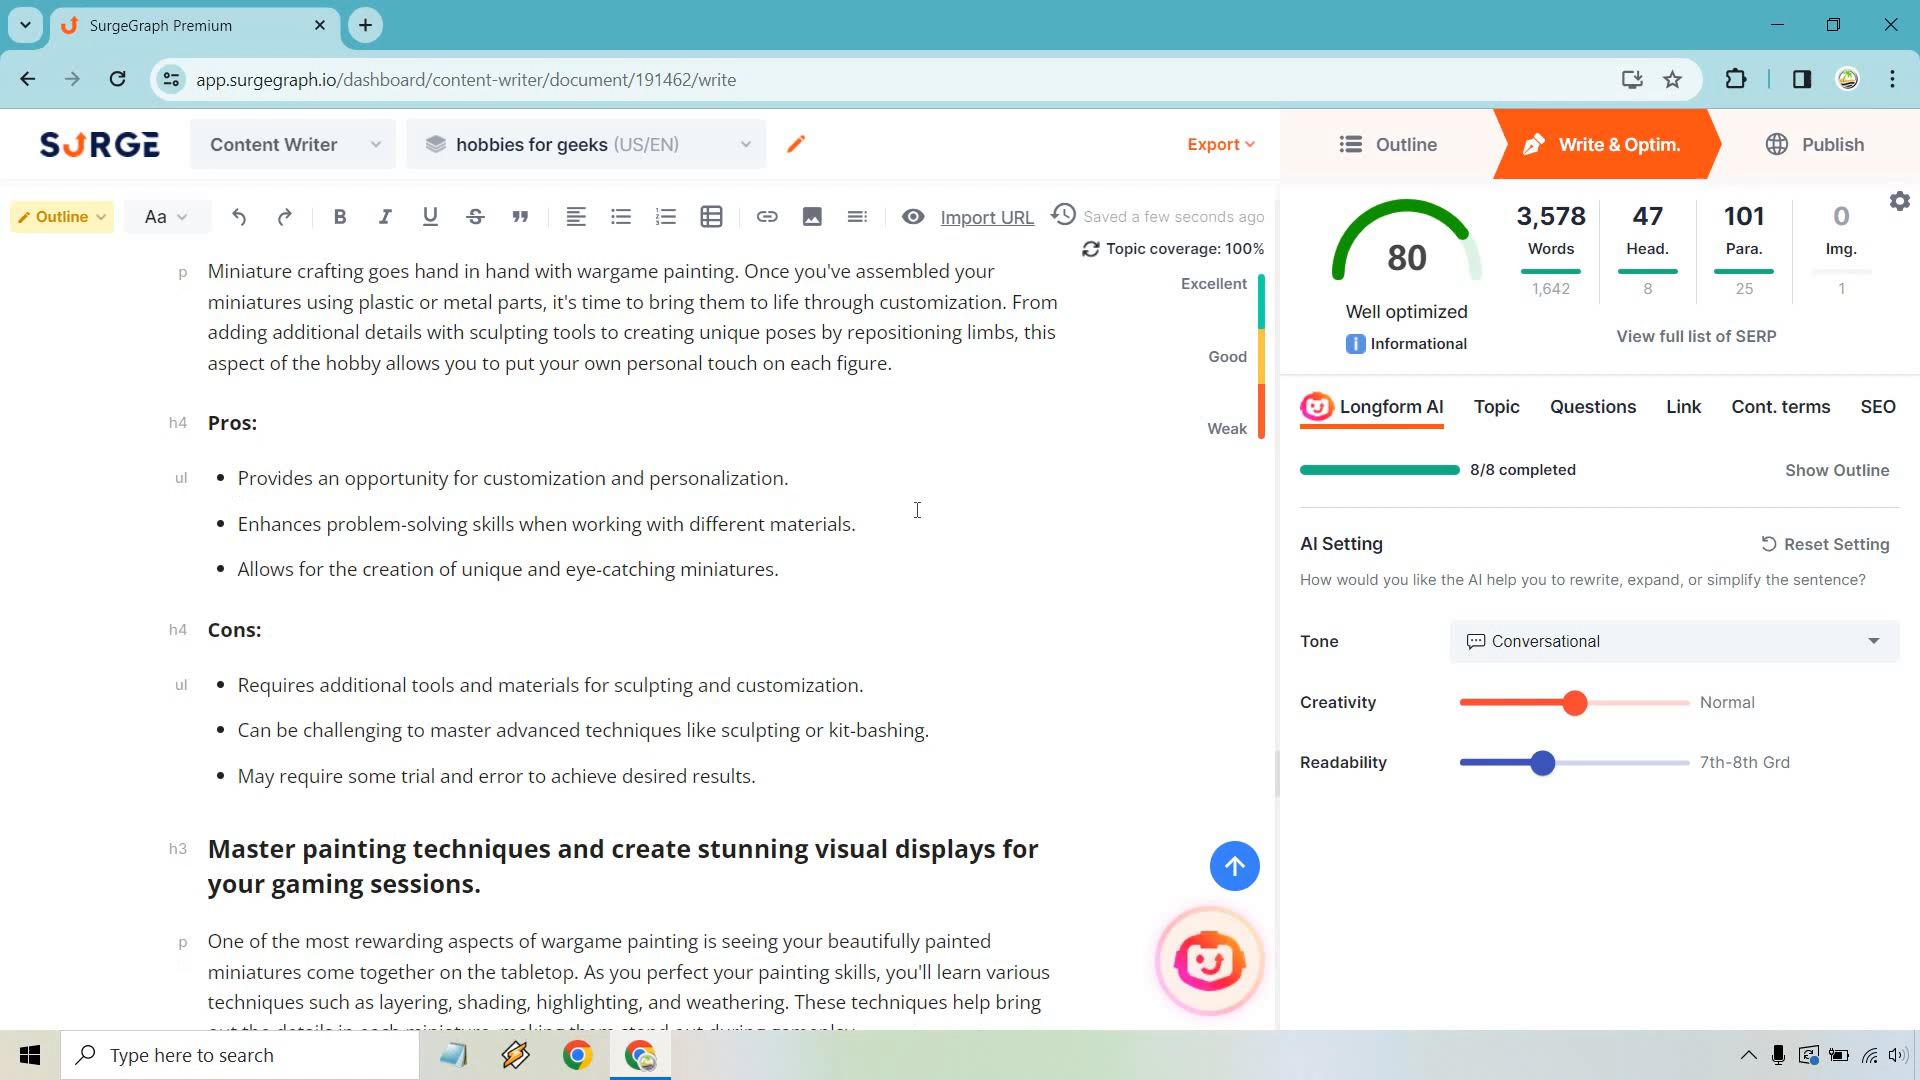 SurgeGraph Premium
app.surgegraph.io/dashboard/content-writer/document/191462/write
SURGE
Content Writer
hobbies for geeks (US/EN)
Export
Outline
Write & Optim.
Publish
Outline
Aa
Import URL
Saved a few seconds ago
Topic coverage: 100%
Excellent
Good
Weak
p
Miniature crafting goes hand in hand with wargame painting. Once you've assembled your
miniatures using plastic or metal parts, it's time to bring them to life through customization. From
adding additional details with sculpting tools to creating unique poses by repositioning limbs, this
aspect of the hobby allows you to put your own personal touch on each figure.
h4
Pros:
ul
• Provides an opportunity for customization and personalization.
• Enhances problem-solving skills when working with different materials.
• Allows for the creation of unique and eye-catching miniatures.
h4
Cons:
ul
• Requires additional tools and materials for sculpting and customization.
• Can be challenging to master advanced techniques like sculpting or kit-bashing.
• May require some trial and error to achieve desired results.
h3
Master painting techniques and create stunning visual displays for
your gaming sessions.
p
One of the most rewarding aspects of wargame painting is seeing your beautifully painted
miniatures come together on the tabletop. As you perfect your painting skills, you'll learn various
techniques such as layering, shading, highlighting, and weathering. These techniques help bring
out the details in each miniature, making them stand out during gameplay.
80
Well optimized
Informational
3,578
Words
1,642
47
Head.
8
101
Para.
25
0
Img.
1
View full list of SERP
Longform AI
Topic
Questions
Link
Cont. terms
SEO
8/8 completed
Show Outline
AI Setting
Reset Setting
How would you like the AI help you to rewrite, expand, or simplify the sentence?
Tone
Conversational
Creativity
Normal
Readability
7th-8th Grd
Type here to search